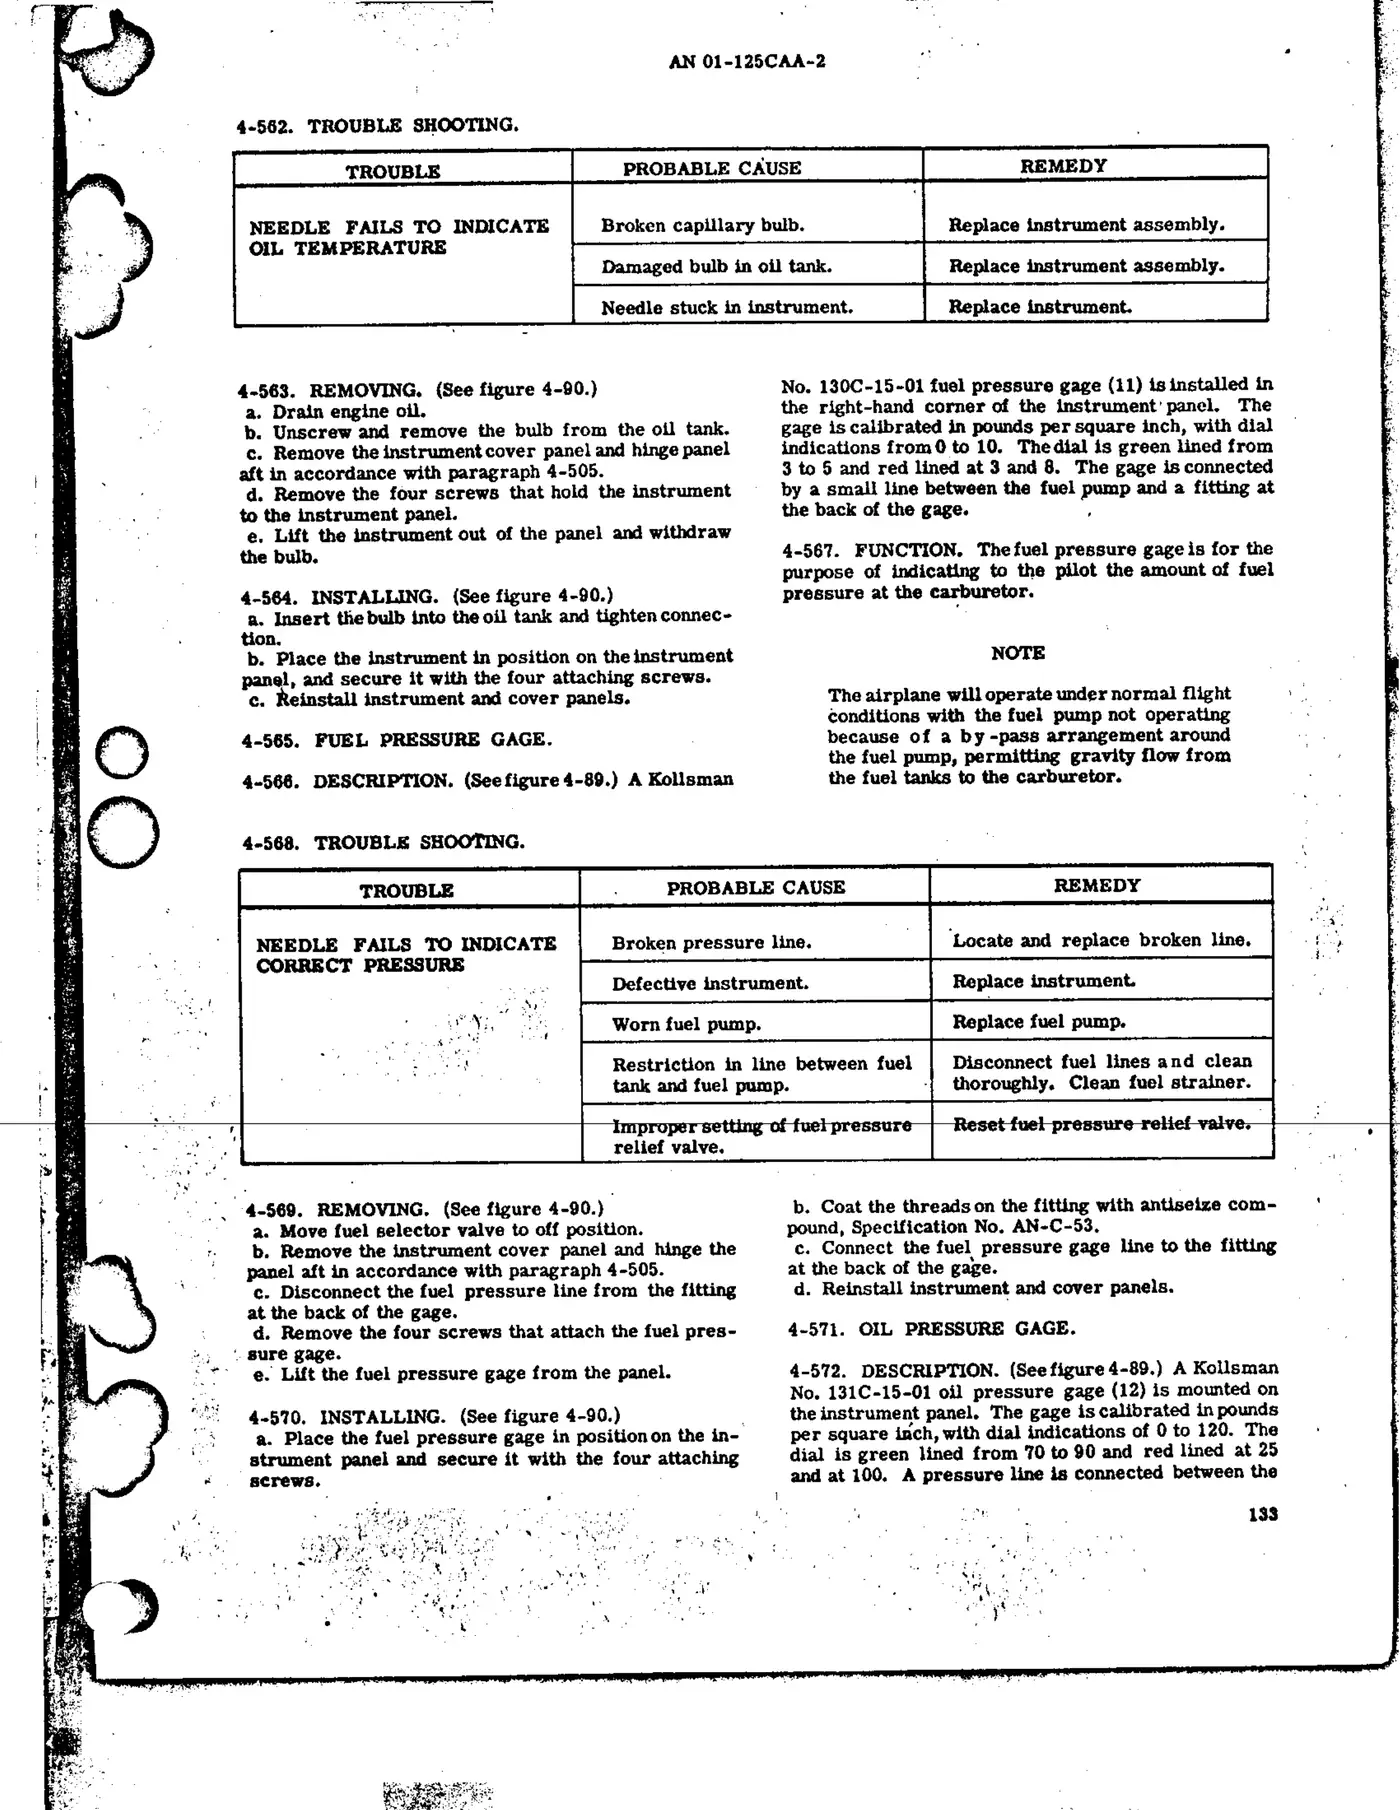 AN 01-125CAA-2
4-562. TROUBLE SHOOTING.
TROUBLE PROBABLE CAUSE REMEDY
NEEDLE FAILS TO INDICATE Broken capillary bulb. Replace instrument assembly.
OIL TEMPERATURE
Damaged bulb in oil tank. Replace instrument assembly.
Needle stuck in instrument. Replace instrument.
4-563. REMOVING. (See figure 4-90.)
a. Drain engine oil.
b. Unscrew and remove the bulb from the oil tank.
c. Remove the instrument cover panel and hinge panel
aft in accordance with paragraph 4-505.
d. Remove the four screws that hold the instrument
to the instrument panel.
e. Lift the instrument out of the panel and withdraw
the bulb.
4-564. INSTALLING. (See figure 4-90.)
a. Insert the bulb into the oil tank and tighten connec-
tion.
b. Place the instrument in position on the instrument
panel, and secure it with the four attaching screws.
c. Reinstall instrument and cover panels.
4-565. FUEL PRESSURE GAGE.
4-566. DESCRIPTION. (See figure 4-89.) A Kollsman
No. 130C-15-01 fuel pressure gage (11) is installed in
the right-hand corner of the instrument panel. The
gage is calibrated in pounds per square inch, with dial
indications from 0 to 10. The dial is green lined from
3 to 5 and red lined at 3 and 8. The gage is connected
by a small line between the fuel pump and a fitting at
the back of the gage.
4-567. FUNCTION. The fuel pressure gage is for the
purpose of indicating to the pilot the amount of fuel
pressure at the carburetor.
NOTE
The airplane will operate under normal flight
conditions with the fuel pump not operating
because of a by-pass arrangement around
the fuel pump, permitting gravity flow from
the fuel tanks to the carburetor.
4-568. TROUBLE SHOOTING.
TROUBLE PROBABLE CAUSE REMEDY
NEEDLE FAILS TO INDICATE Broken pressure line. Locate and replace broken line.
CORRECT PRESSURE
Defective instrument. Replace instrument.
Worn fuel pump. Replace fuel pump.
Restriction in line between fuel Disconnect fuel lines and clean
tank and fuel pump. thoroughly. Clean fuel strainer.
Improper setting of fuel pressure Reset fuel pressure relief valve.
relief valve.
4-569. REMOVING. (See figure 4-90.)
a. Move fuel selector valve to off position.
b. Remove the instrument cover panel and hinge the
panel aft in accordance with paragraph 4-505.
c. Disconnect the fuel pressure line from the fitting
at the back of the gage.
d. Remove the four screws that attach the fuel pres-
sure gage.
e. Lift the fuel pressure gage from the panel.
4-570. INSTALLING. (See figure 4-90.)
a. Place the fuel pressure gage in position on the in-
strument panel and secure it with the four attaching
screws.
b. Coat the threads on the fitting with antiseize com-
pound, Specification No. AN-C-53.
c. Connect the fuel pressure gage line to the fitting
at the back of the gage.
d. Reinstall instrument and cover panels.
4-571. OIL PRESSURE GAGE.
4-572. DESCRIPTION. (See figure 4-89.) A Kollsman
No. 131C-15-01 oil pressure gage (12) is mounted on
the instrument panel. The gage is calibrated in pounds
per square inch, with dial indications of 0 to 120. The
dial is green lined from 70 to 90 and red lined at 25
and at 100. A pressure line is connected between the
133